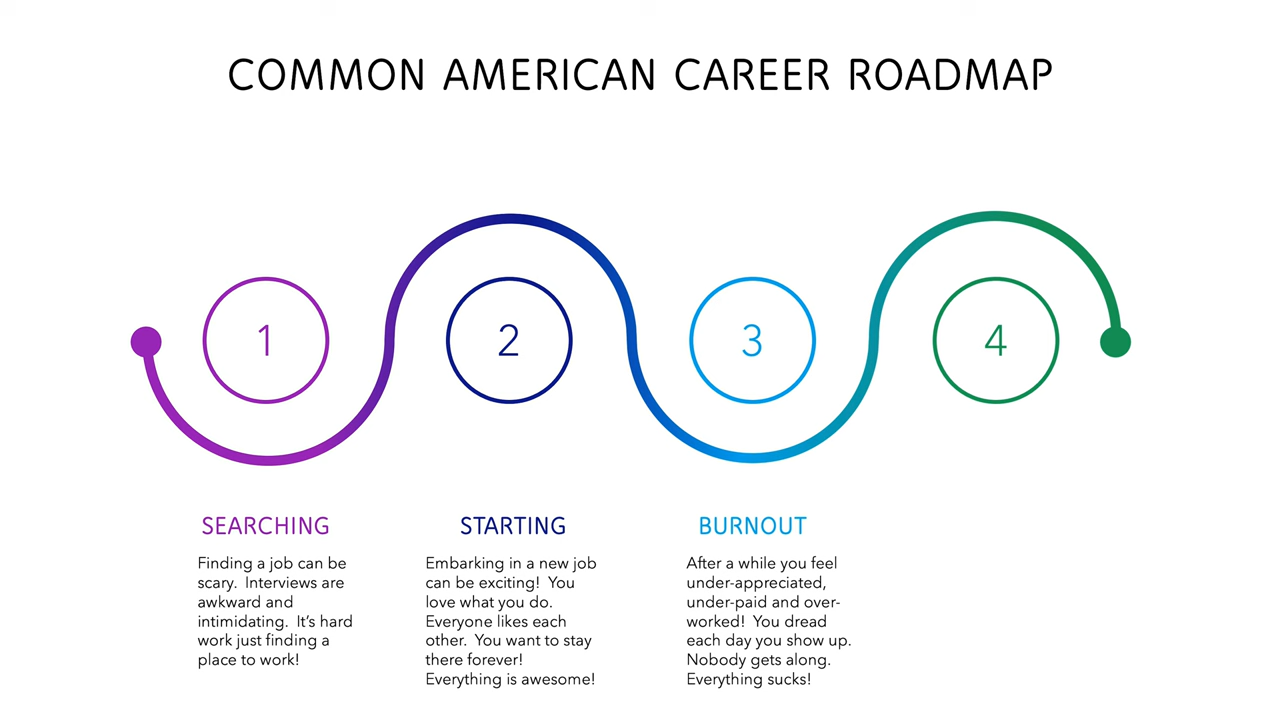 COMMON AMERICAN CAREER ROADMAP
1
2
3
4
SEARCHING
Finding a job can be
scary.  Interviews are
awkward and
intimidating.  It’s hard
work just finding a
place to work!
STARTING
Embarking in a new job
can be exciting!  You
love what you do.
Everyone likes each
other.  You want to stay
there forever!
Everything is awesome!
BURNOUT
After a while you feel
under-appreciated,
under-paid and over-
worked!  You dread
each day you show up.
Nobody gets along.
Everything sucks!